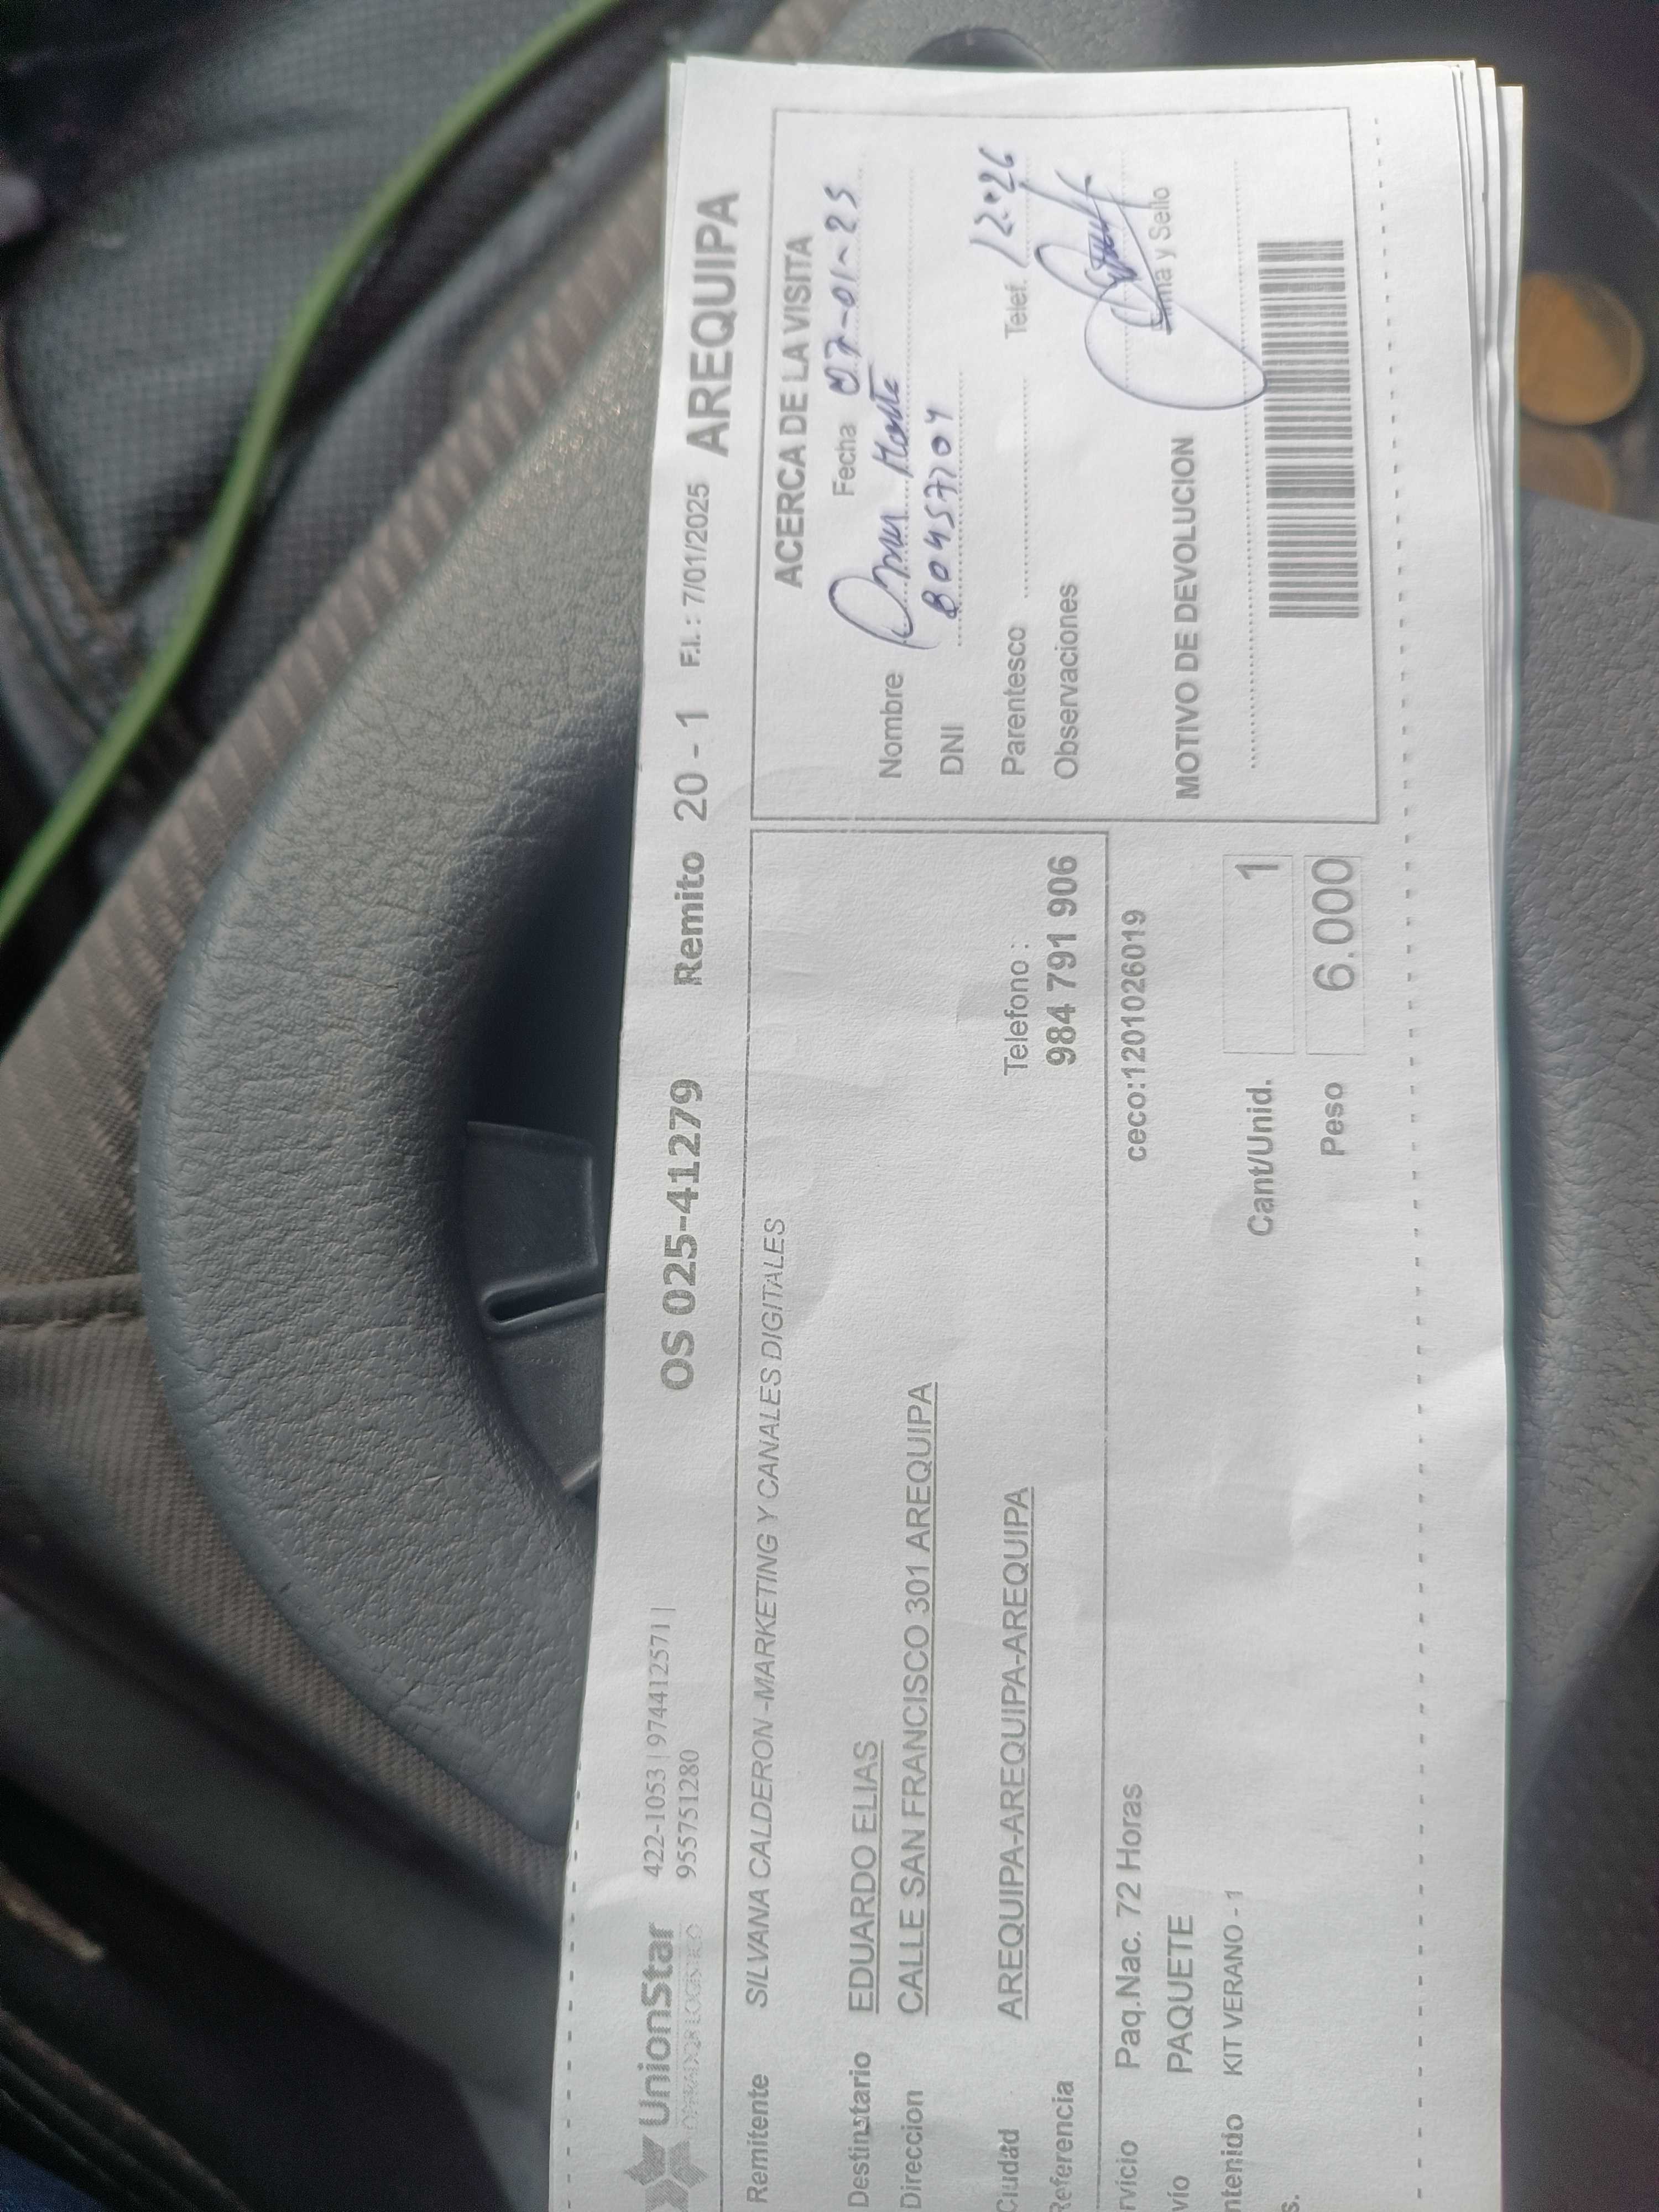 UnionStar
OPERADOR LOGISTICO
422-1053 | 974412571 |
955751280
OS 025-41279
Remito 20 - 1
F.I. : 7/01/2025
AREQUIPA
Remitente SILVANA CALDERON -MARKETING Y CANALES DIGITALES
Destinatario EDUARDO ELIAS
Direccion CALLE SAN FRANCISCO 301 AREQUIPA
Ciudad AREQUIPA-AREQUIPA-AREQUIPA
Referencia
Telefono :
984 791 906
rvicio Paq.Nac. 72 Horas
vío PAQUETE
ntenido KIT VERANO - 1
s.
ceco:1201026019
Cant/Unid. 1
Peso 6.000
ACERCA DE LA VISITA
Fecha 07-01-25
Nombre
DNI
Parentesco Telef.
Observaciones
Firma y Sello
MOTIVO DE DEVOLUCION